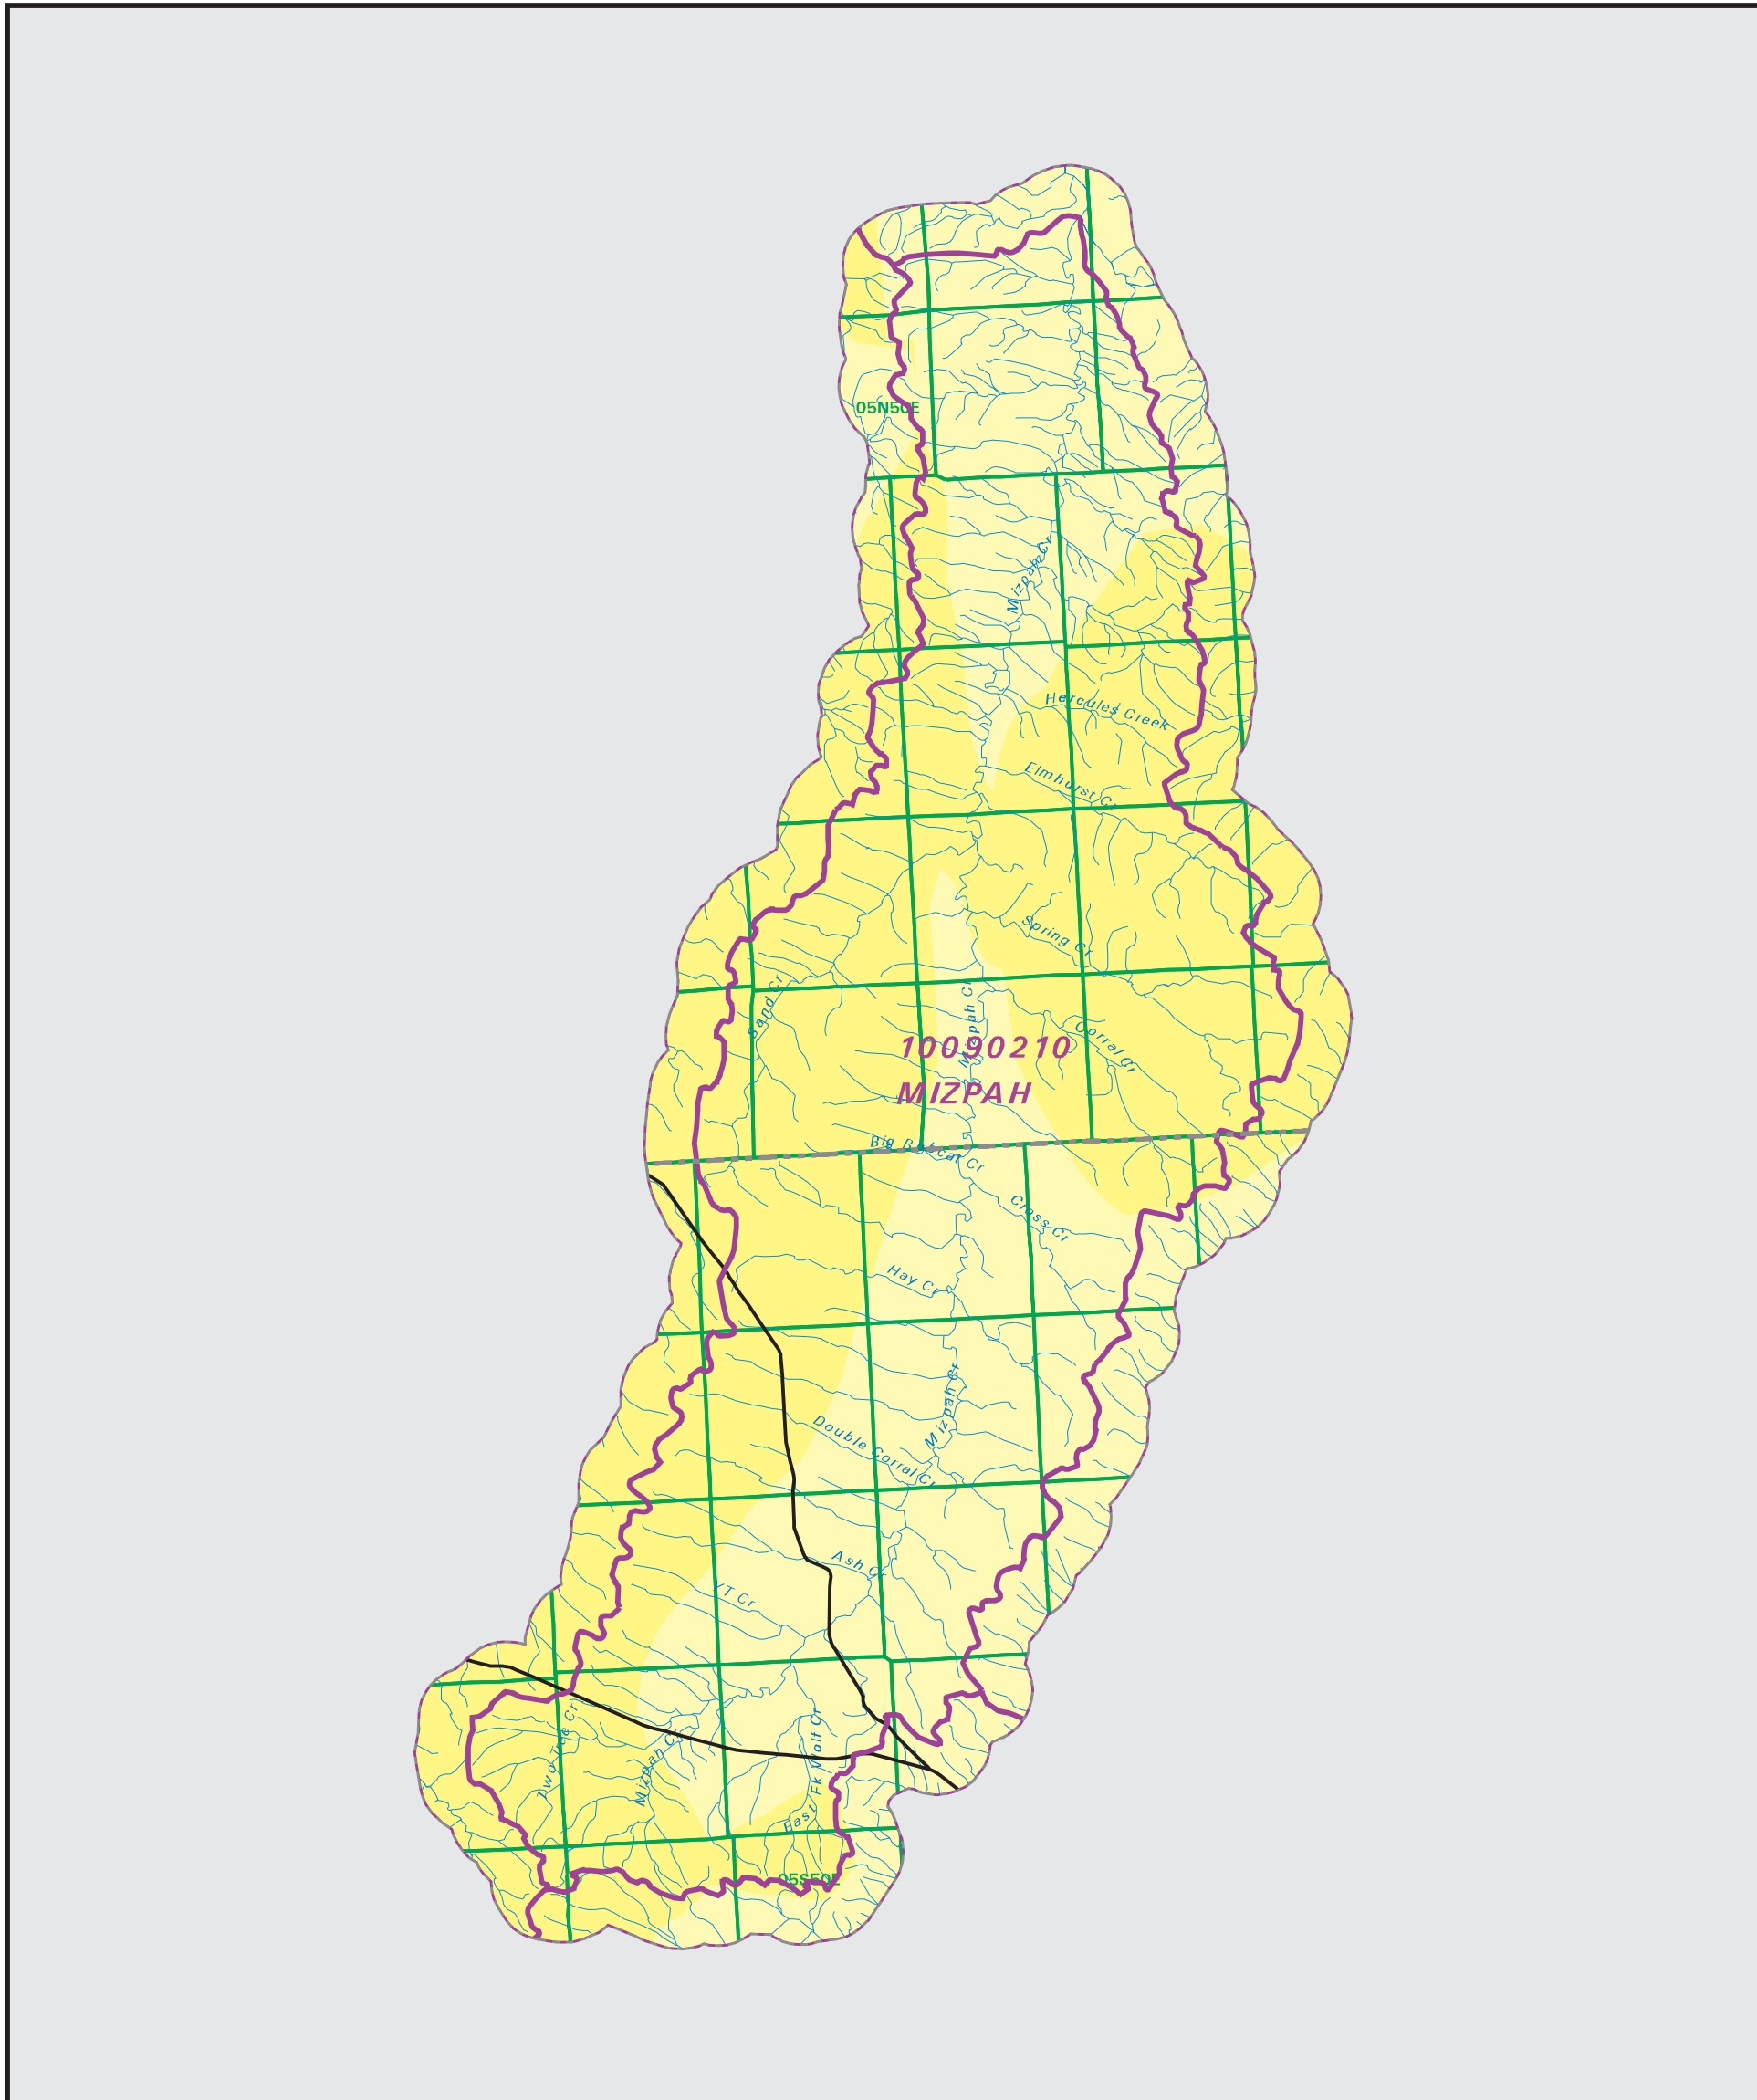 05N50E
Mizpah Cr
Hercules Creek
Elmhurst Cr
Spring Cr
Sand Cr
Mizpah Cr
Corral Cr
10090210
MIZPAH
Big Bobcat Cr
Cross Cr
Hay Cr
Mizpah Cr
Double Corral Cr
Ash Cr
YT Cr
Two Tree Cr
Mizpah Cr
East Fk Wolf Cr
05S50E